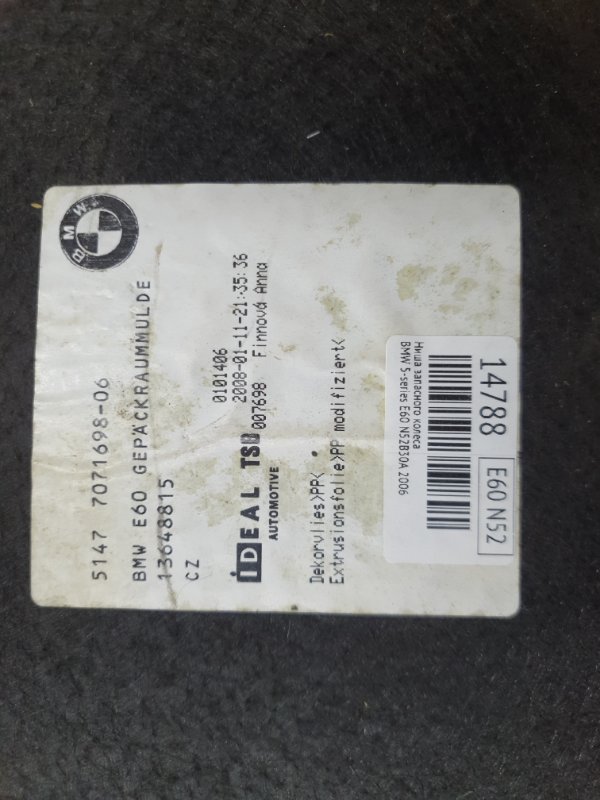 BMW
5147 7071698-06
BMW E60 GEPÄCKRAUMMULDE
13648815
CZ
0101406
2008-01-11-21:35:36
007698 Finnová Anna
iDEAL TSB
AUTOMOTIVE
Dekorvlies>PP<
Extrusionsfolie>PP modifiziert<
Ниша запасного колеса
BMW 5-series E60 N52B30A 2006
14788
E60 N52